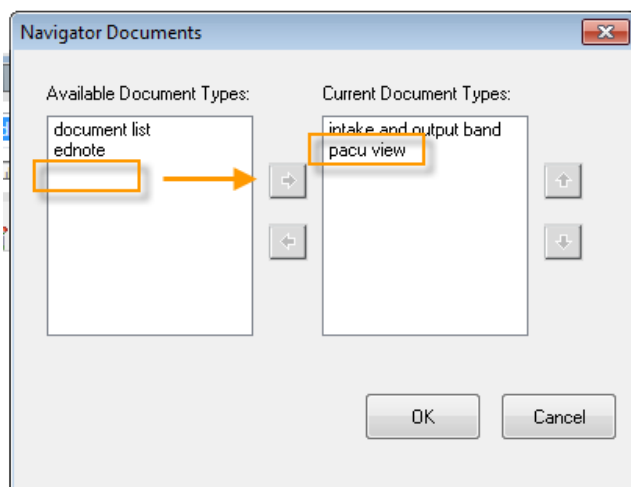 Navigator Documents
Available Document Types:
Current Document Types:
document list
ednote
intake and output band
pacu view
OK
Cancel